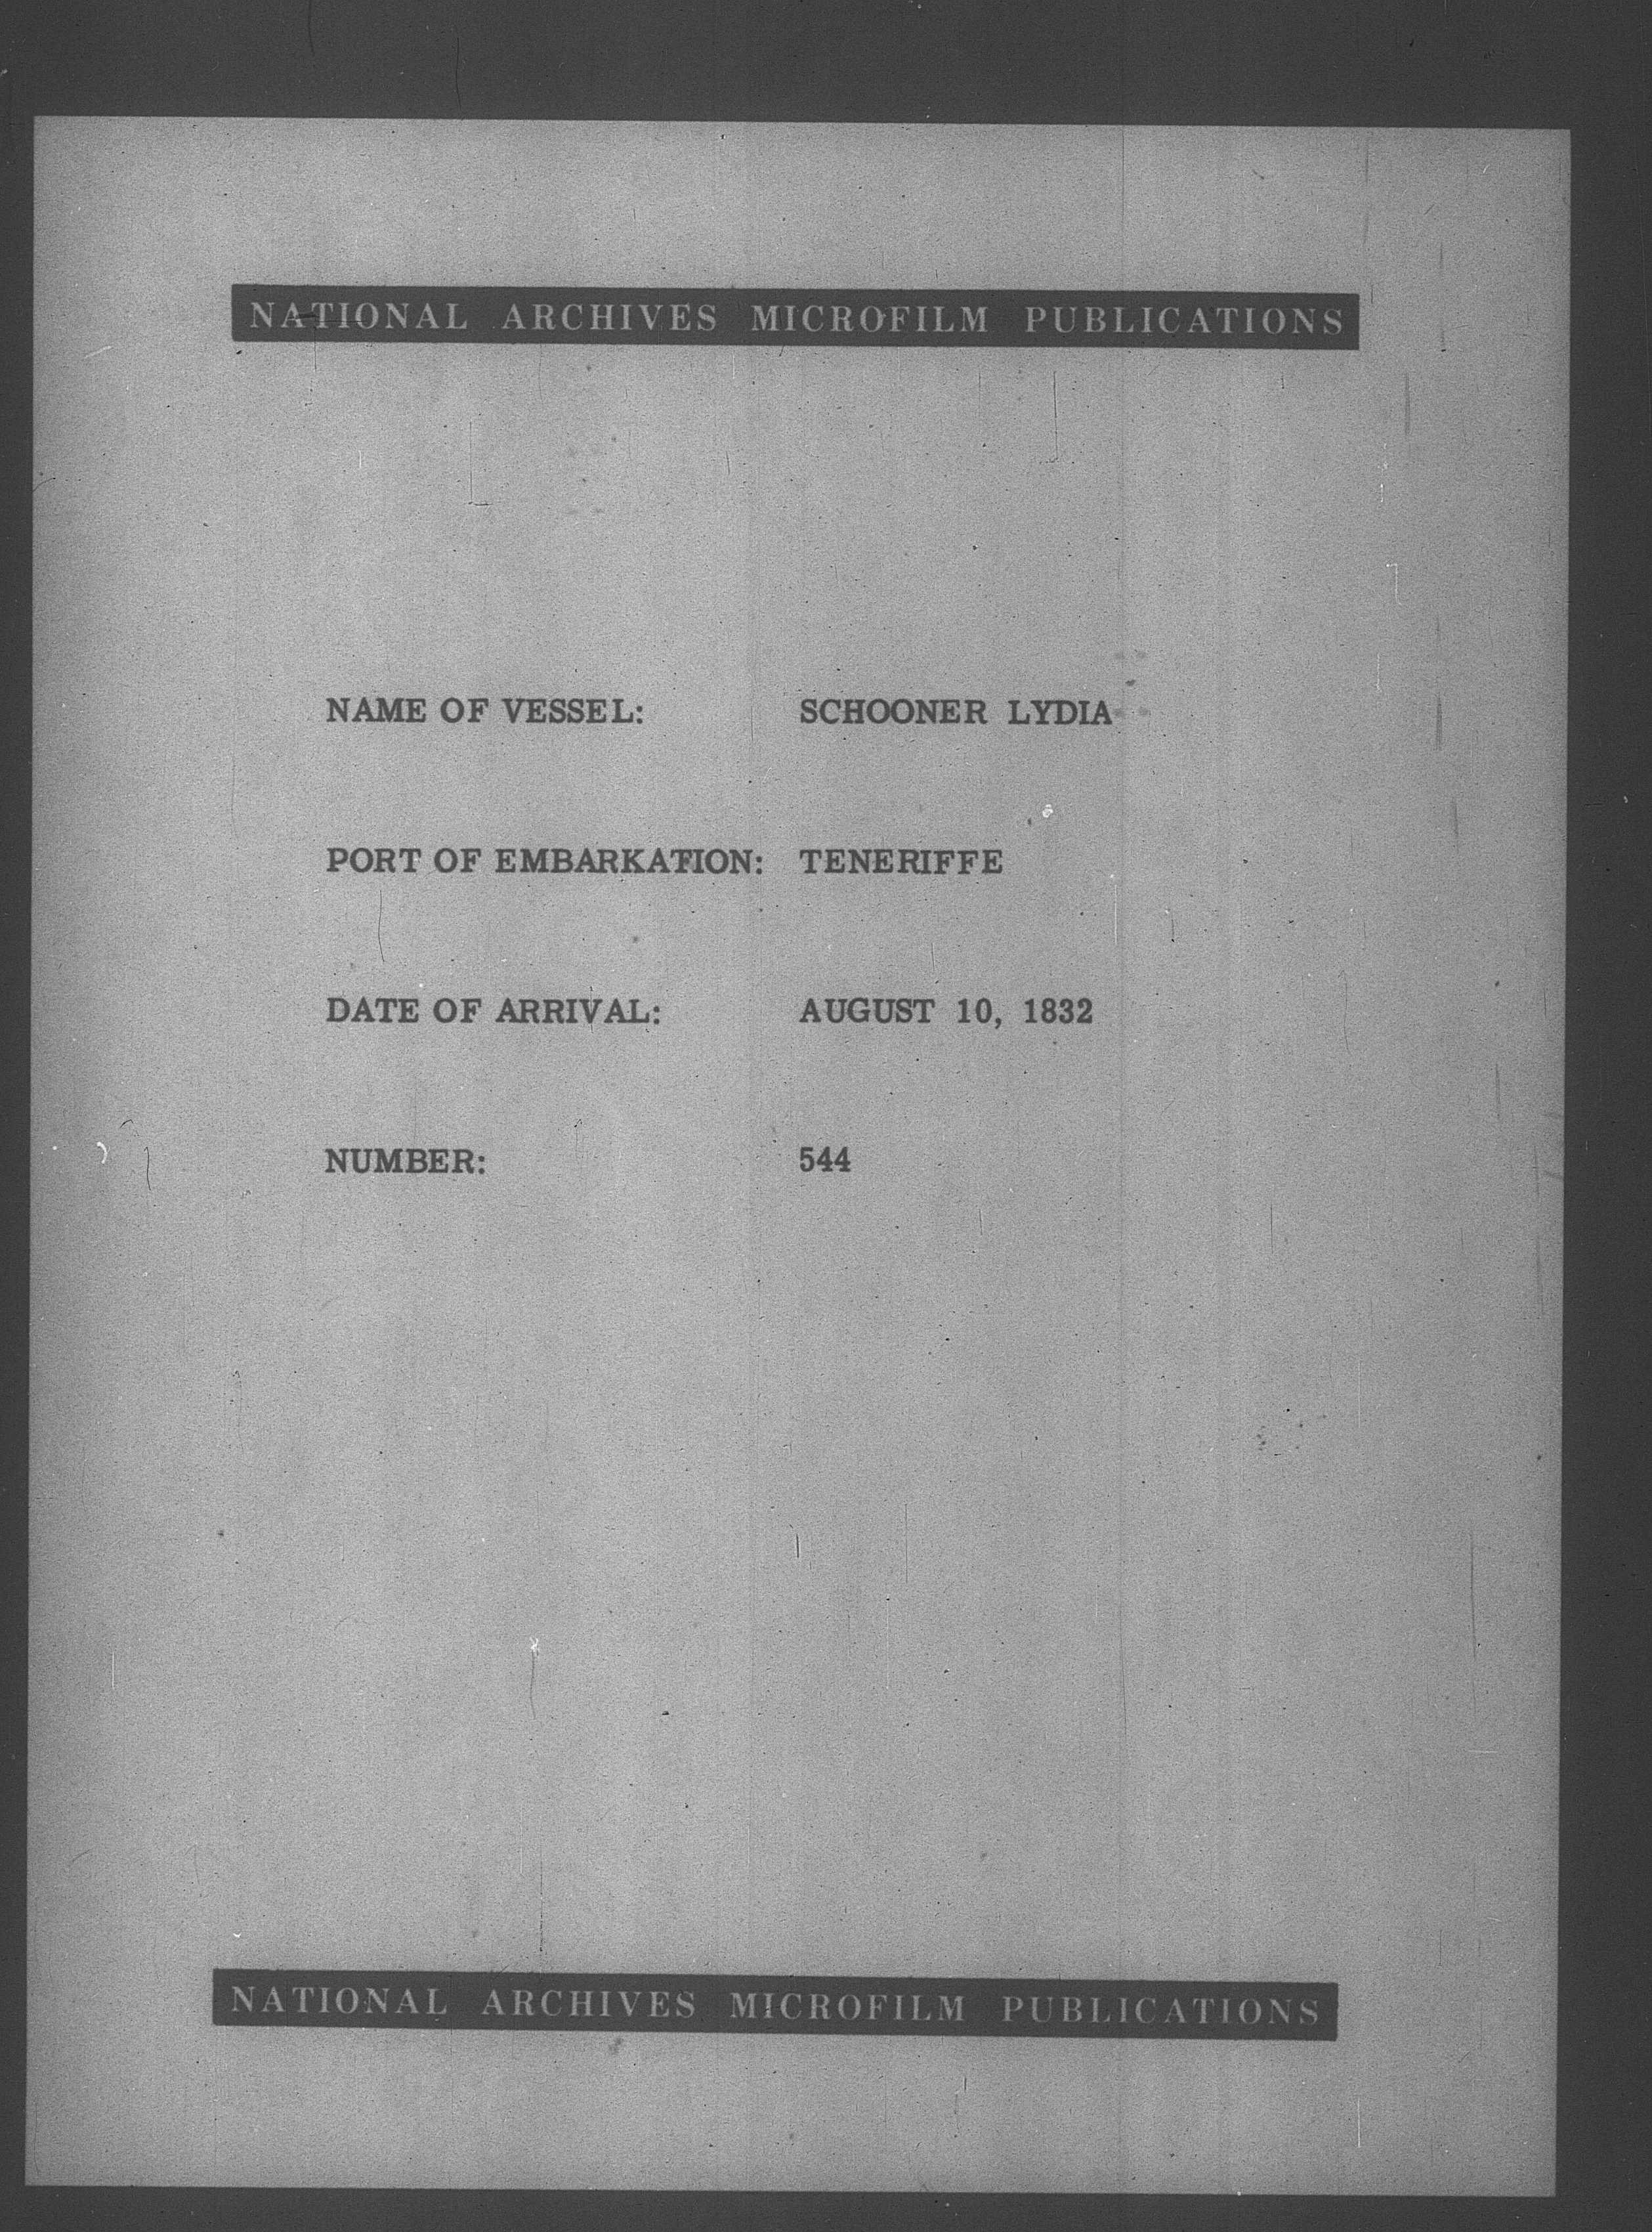 NATIONAL ARCHIVES MICROFILM PUBLICATIONS
NAME OF VESSEL: SCHOONER LYDIA
PORT OF EMBARKATION: TENERIFFE
DATE OF ARRIVAL: AUGUST 10, 1832
NUMBER: 544
NATIONAL ARCHIVES MICROFILM PUBLICATIONS